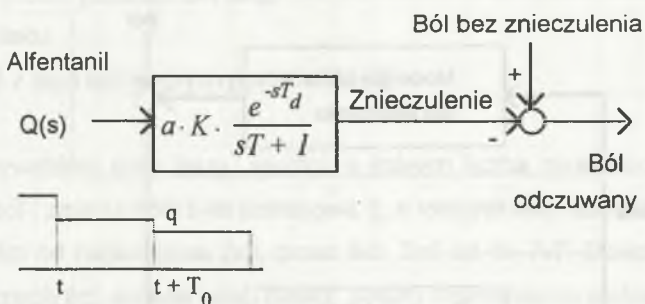 Ból bez znieczulenia
Alfentanil
+
Q(s)
a · K · e^{-sT_d} / sT + 1
Znieczulenie
-
Ból
odczuwany
q
t
t + T_0